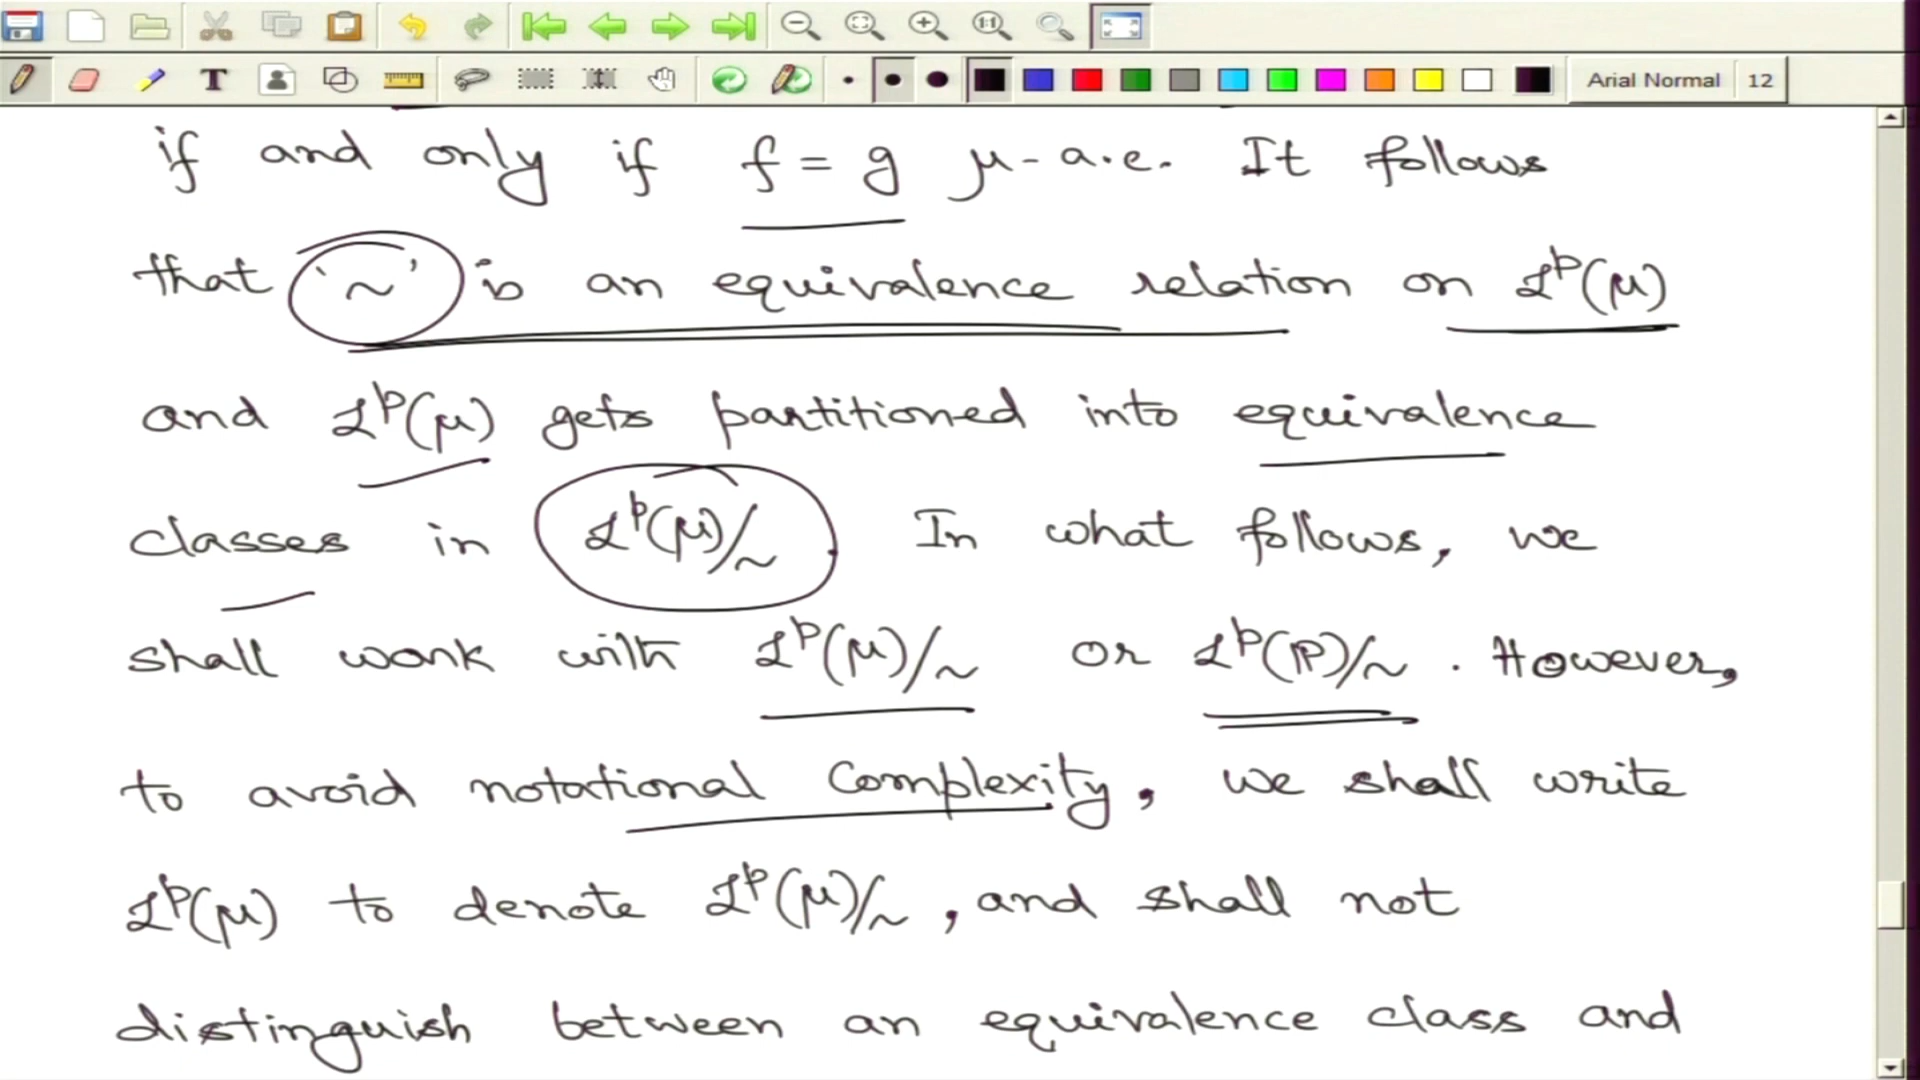 Arial Normal 12
if and only if f = g μ-a.e. It follows
that '~' is an equivalence relation on ℒᵖ(μ)
and ℒᵖ(μ) gets partitioned into equivalence
classes in ℒᵖ(μ)/~. In what follows, we
shall work with ℒᵖ(μ)/~ or ℒᵖ(ℙ)/~. However,
to avoid notational complexity, we shall write
ℒᵖ(μ) to denote ℒᵖ(μ)/~, and shall not
distinguish between an equivalence class and